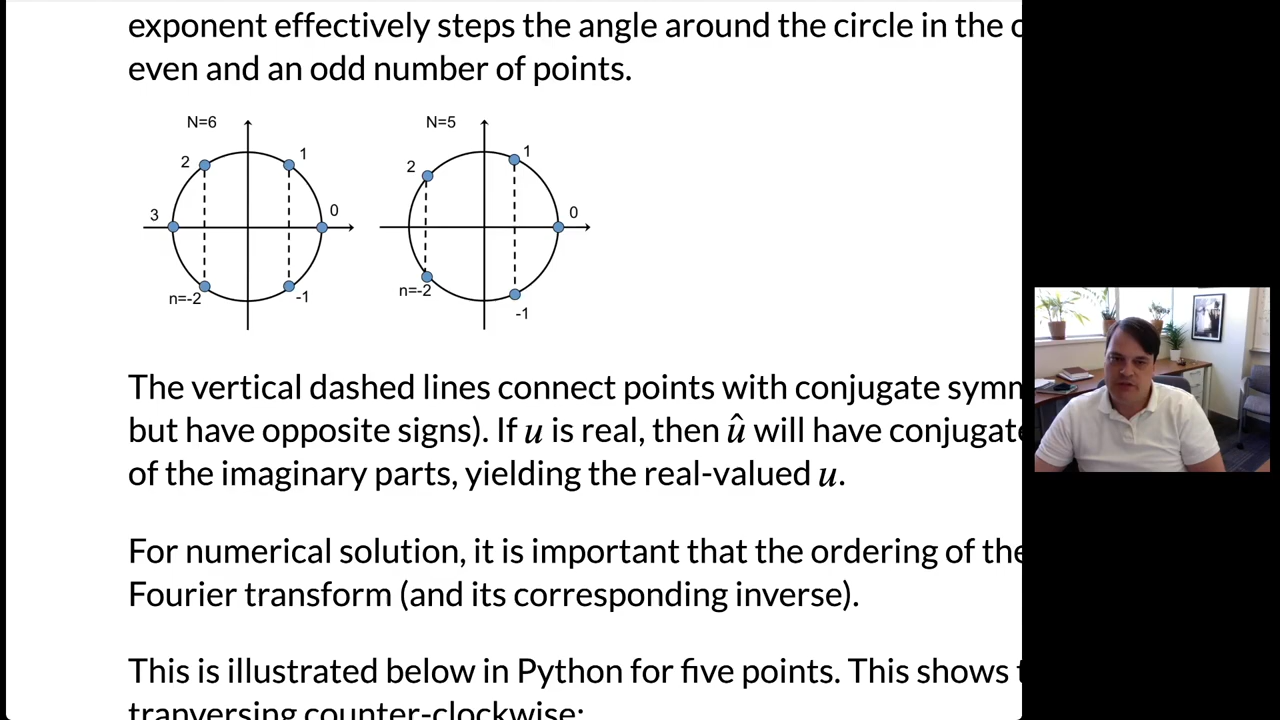 exponent effectively steps the angle around the circle in the
even and an odd number of points.
N=6
N=5
2
1
3
0
n=-2
-1
2
1
0
n=-2
-1
The vertical dashed lines connect points with conjugate
but have opposite signs). If u is real, then û will have
of the imaginary parts, yielding the real-valued u.
For numerical solution, it is important that the ordering of the
Fourier transform (and its corresponding inverse).
This is illustrated below in Python for five points. This shows
tranversing counter-clockwise: